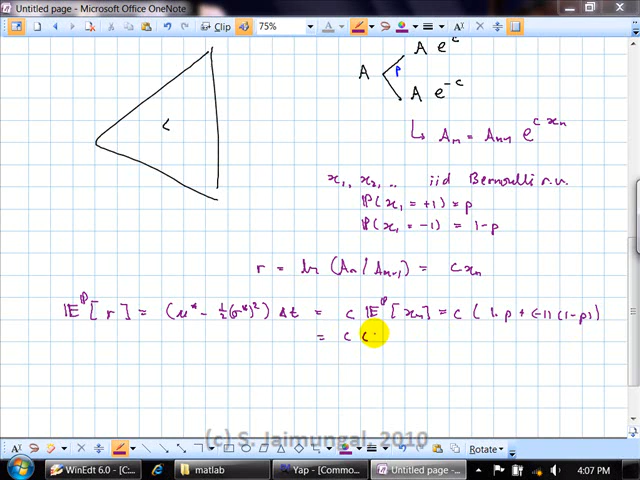 Untitled page - Microsoft Office OneNote
Clip 75%
A e^c
A p
A e^{-c}
↳ A_n = A_{n-1} e^{c x_n}
x_1, x_2, .. iid Bernoulli r.v.
ℙ(x_1 = +1) = p
ℙ(x_1 = -1) = 1-p
r = ln (A_n / A_{n-1}) = c x_n
𝔼^ℙ[ r ] = (μ* - ½(σ*)²) Δt = c 𝔼^ℙ[x_n] = c ( 1·p + (-1)(1-p))
= c (
(c) S. Jaimungal, 2010
Rotate
WinEdt 6.0 - [C:... matlab Yap - [Commo... Untitled page - Mi... 4:07 PM